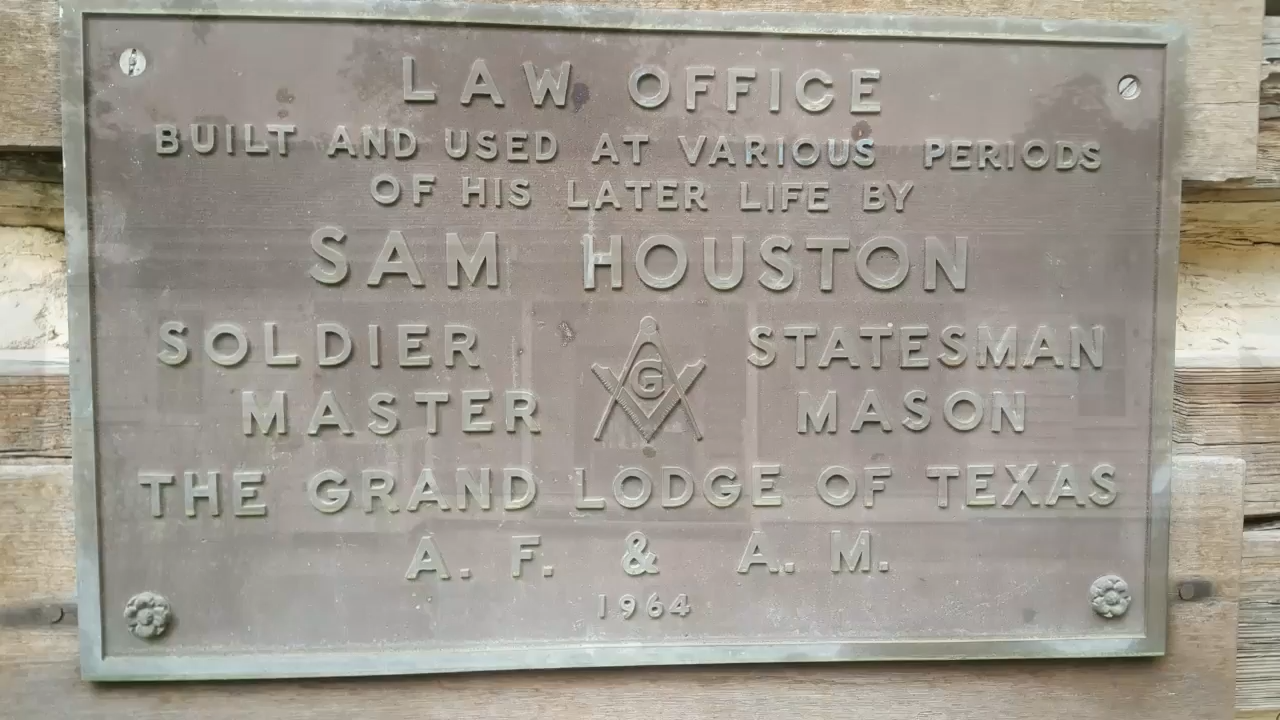 LAW OFFICE
BUILT AND USED AT VARIOUS PERIODS
OF HIS LATER LIFE BY
SAM HOUSTON
SOLDIER STATESMAN
G
MASTER MASON
THE GRAND LODGE OF TEXAS
A. F. & A. M.
1964